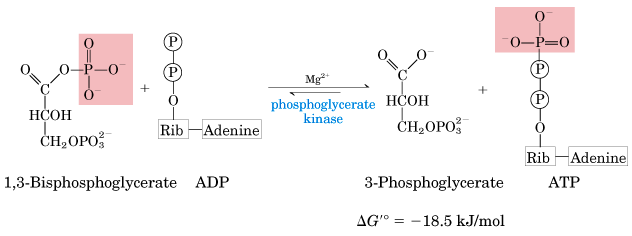 O⁻
⁻O—P=O
O P P
O O—P—O⁻ P O O⁻ P
C O⁻ + O Mg²⁺ C + P
HCOH phosphoglycerate HCOH O
CH₂OPO₃²⁻ Rib Adenine kinase CH₂OPO₃²⁻
Rib Adenine
1,3-Bisphosphoglycerate ADP 3-Phosphoglycerate ATP
ΔG′° = −18.5 kJ/mol